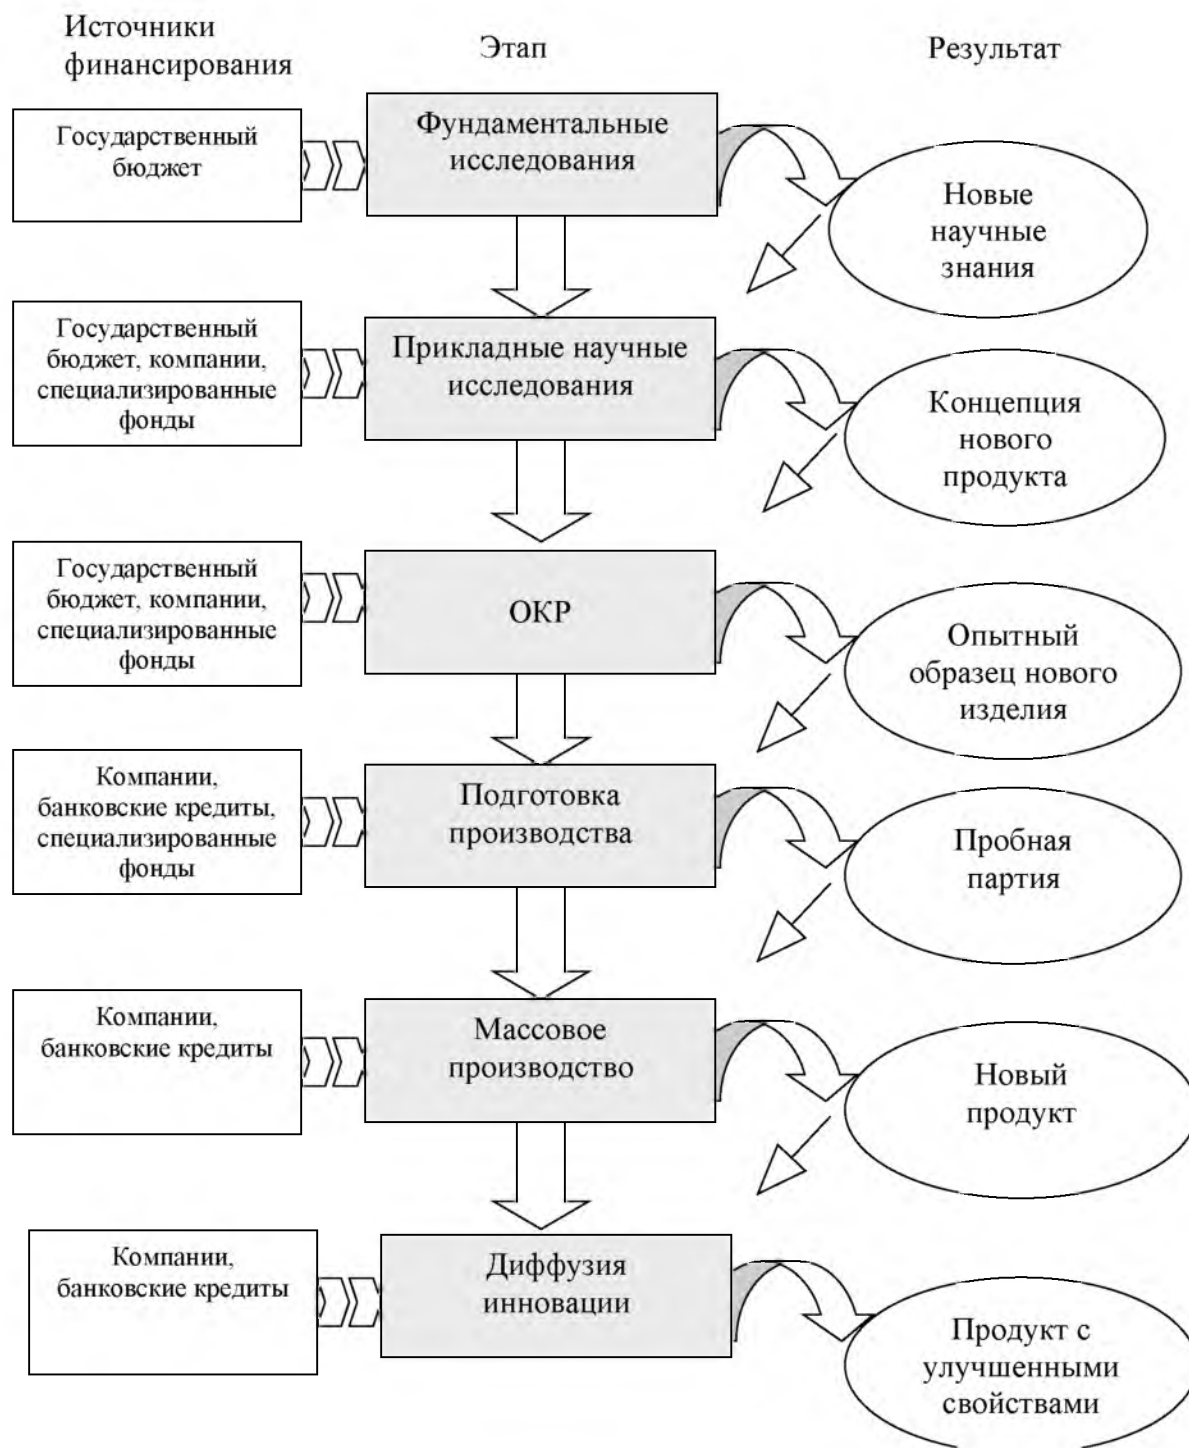 Источники
финансирования
Этап
Результат
Государственный
бюджет
Фундаментальные
исследования
Новые
научные
знания
Государственный
бюджет, компании,
специализированные
фонды
Прикладные научные
исследования
Концепция
нового
продукта
Государственный
бюджет, компании,
специализированные
фонды
ОКР
Опытный
образец нового
изделия
Компании,
банковские кредиты,
специализированные
фонды
Подготовка
производства
Пробная
партия
Компании,
банковские кредиты
Массовое
производство
Новый
продукт
Компании,
банковские кредиты
Диффузия
инновации
Продукт с
улучшенными
свойствами